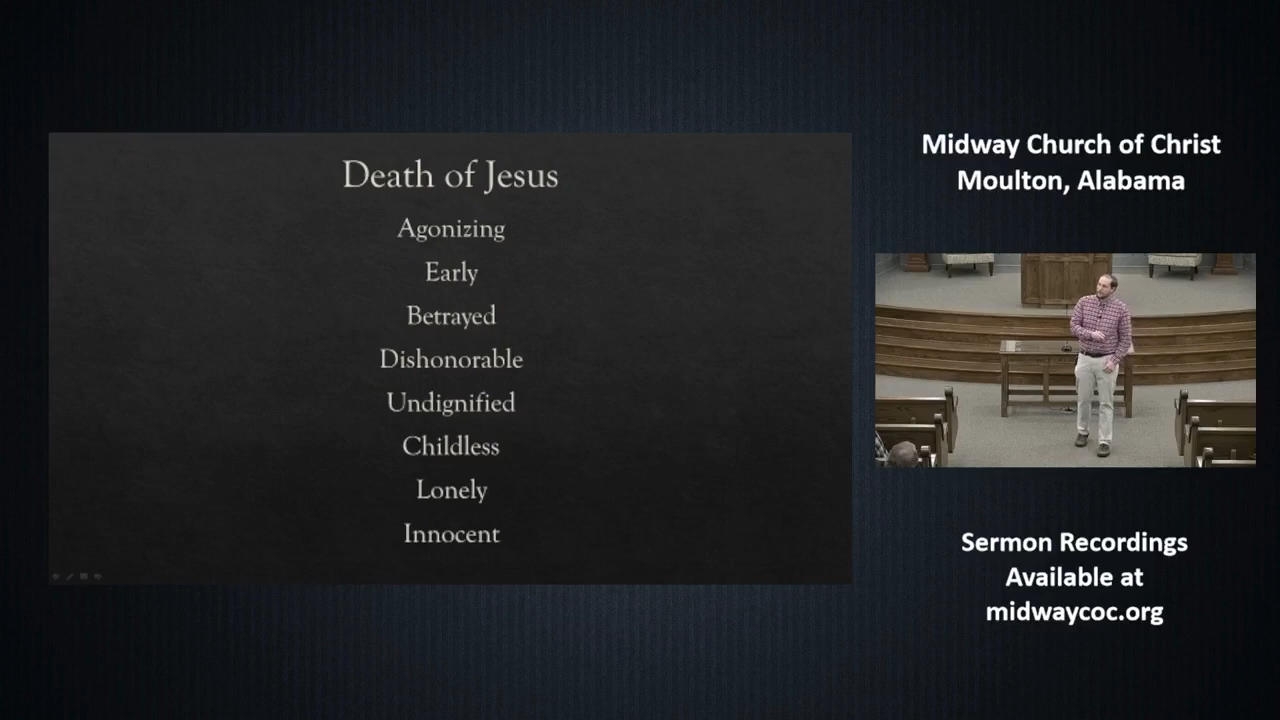 Death of Jesus
Agonizing
Early
Betrayed
Dishonorable
Undignified
Childless
Lonely
Innocent
Midway Church of Christ
Moulton, Alabama
Sermon Recordings
Available at
midwaycoc.org